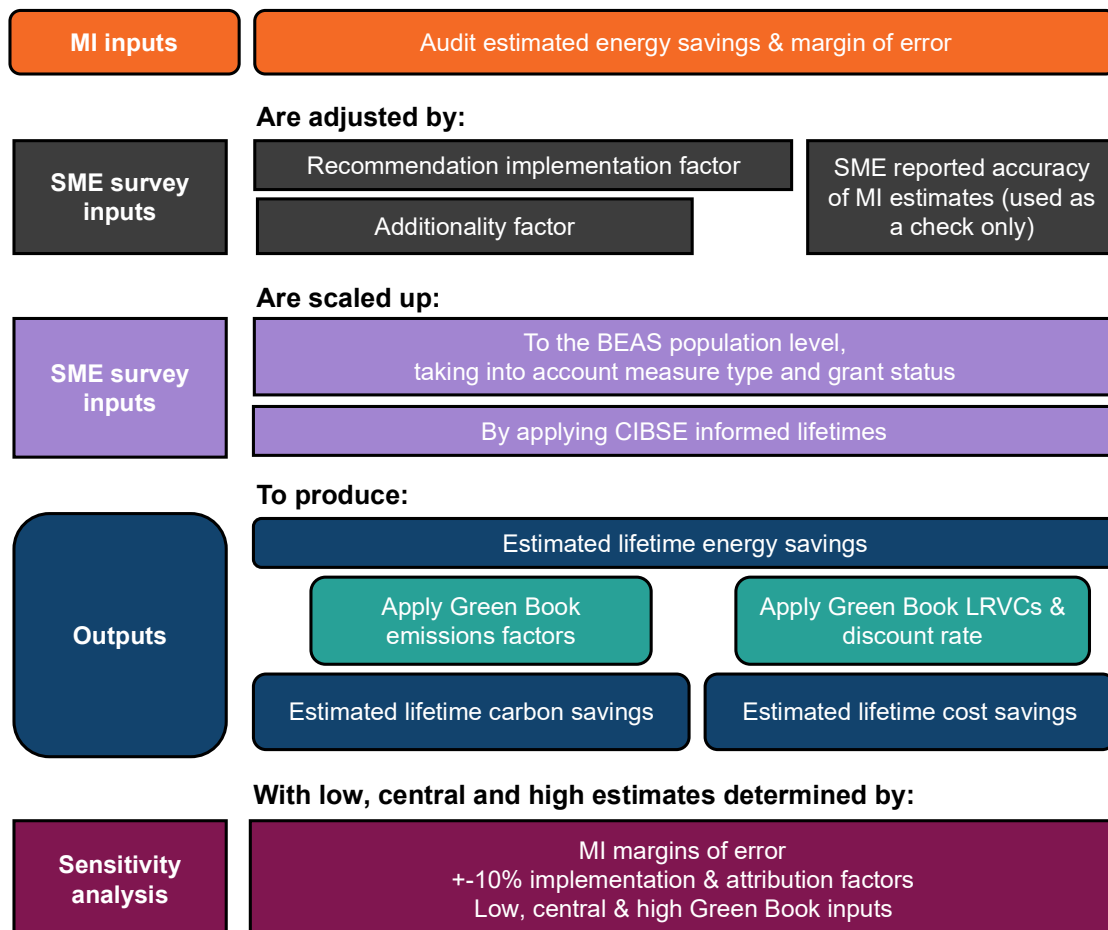 MI inputs
Audit estimated energy savings & margin of error
Are adjusted by:
SME survey
inputs
Recommendation implementation factor
Additionality factor
SME reported accuracy
of MI estimates (used as
a check only)
Are scaled up:
SME survey
inputs
To the BEAS population level,
taking into account measure type and grant status
By applying CIBSE informed lifetimes
To produce:
Outputs
Estimated lifetime energy savings
Apply Green Book
emissions factors
Apply Green Book LRVCs &
discount rate
Estimated lifetime carbon savings
Estimated lifetime cost savings
With low, central and high estimates determined by:
Sensitivity
analysis
MI margins of error
+-10% implementation & attribution factors
Low, central & high Green Book inputs